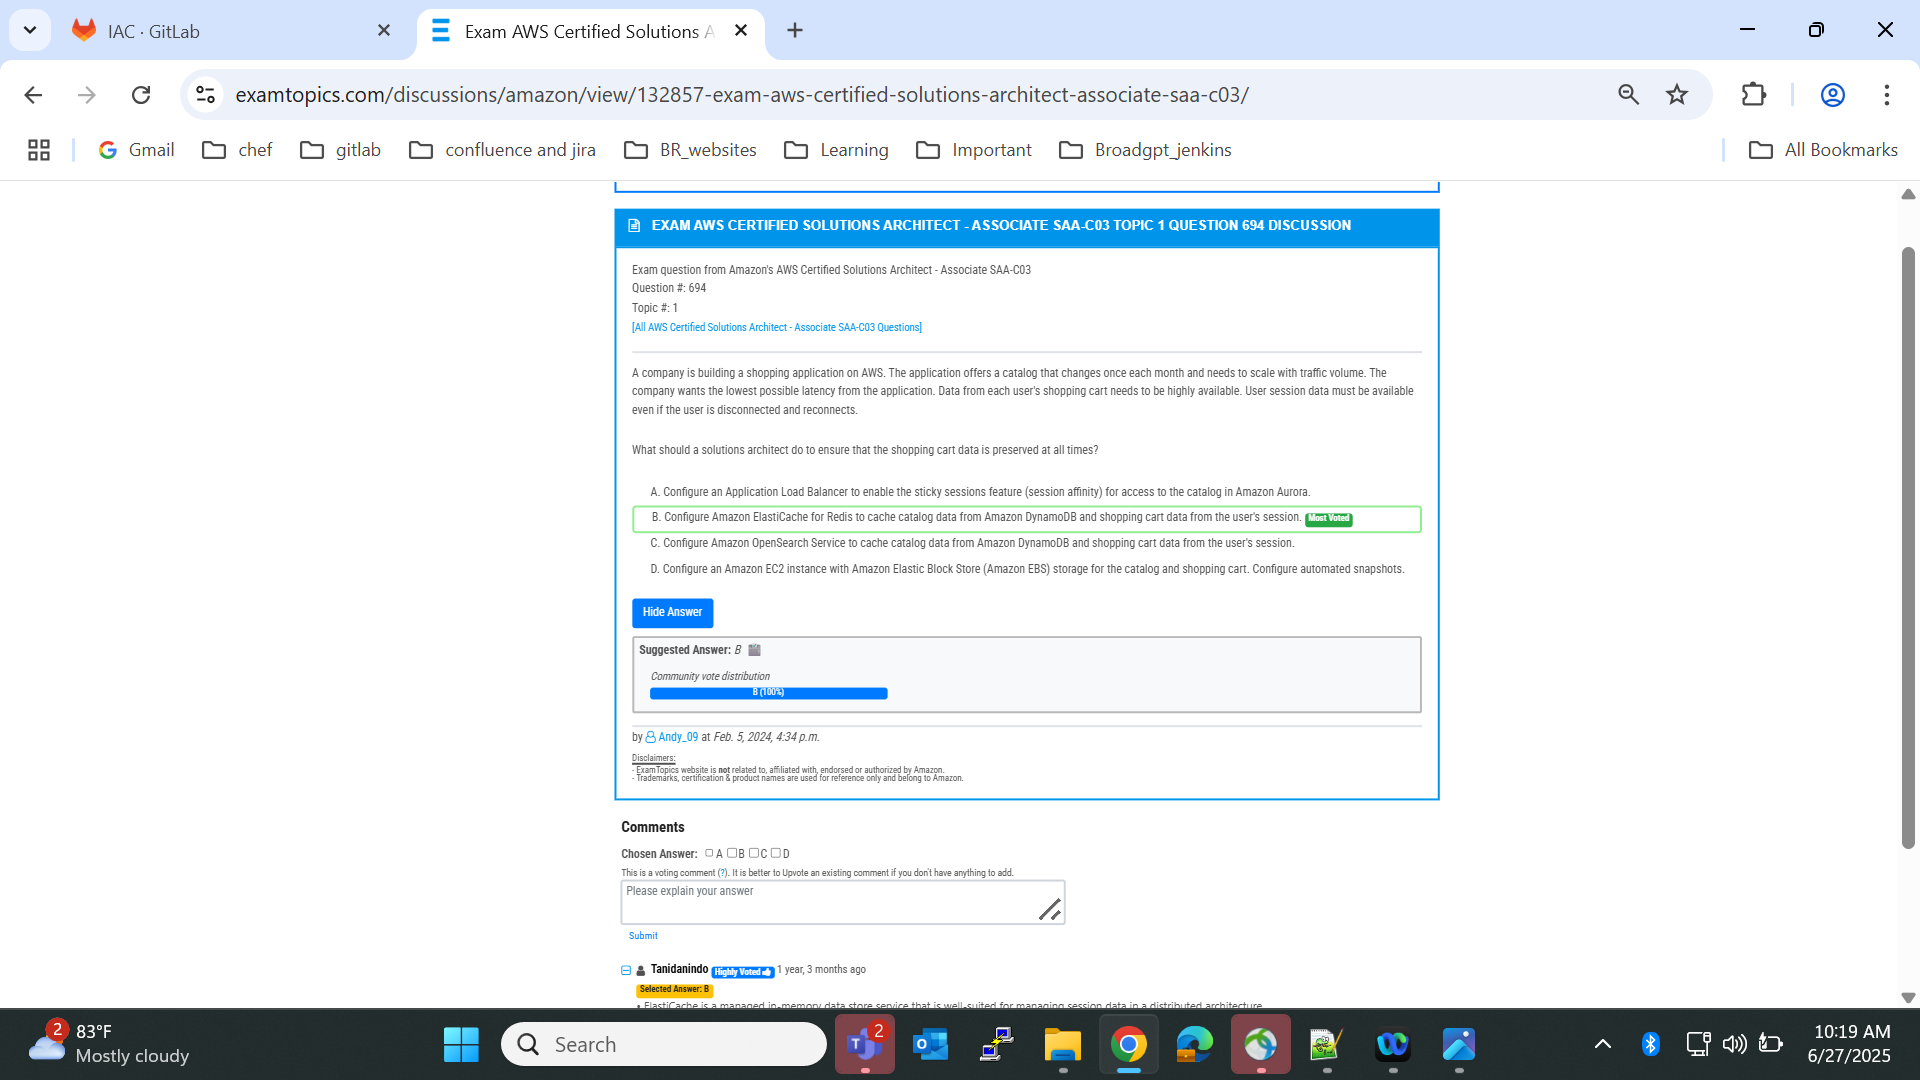 IAC · GitLab
Exam AWS Certified Solutions A
examtopics.com/discussions/amazon/view/132857-exam-aws-certified-solutions-architect-associate-saa-c03/
Gmail
chef
gitlab
confluence and jira
BR_websites
Learning
Important
Broadgpt_jenkins
All Bookmarks
EXAM AWS CERTIFIED SOLUTIONS ARCHITECT - ASSOCIATE SAA-C03 TOPIC 1 QUESTION 694 DISCUSSION
Exam question from Amazon's AWS Certified Solutions Architect - Associate SAA-C03
Question #: 694
Topic #: 1
[All AWS Certified Solutions Architect - Associate SAA-C03 Questions]
A company is building a shopping application on AWS. The application offers a catalog that changes once each month and needs to scale with traffic volume. The
company wants the lowest possible latency from the application. Data from each user's shopping cart needs to be highly available. User session data must be available
even if the user is disconnected and reconnects.
What should a solutions architect do to ensure that the shopping cart data is preserved at all times?
A. Configure an Application Load Balancer to enable the sticky sessions feature (session affinity) for access to the catalog in Amazon Aurora.
B. Configure Amazon ElastiCache for Redis to cache catalog data from Amazon DynamoDB and shopping cart data from the user's session. Most Voted
C. Configure Amazon OpenSearch Service to cache catalog data from Amazon DynamoDB and shopping cart data from the user's session.
D. Configure an Amazon EC2 instance with Amazon Elastic Block Store (Amazon EBS) storage for the catalog and shopping cart. Configure automated snapshots.
Hide Answer
Suggested Answer: B
Community vote distribution
B (100%)
by Andy_09 at Feb. 5, 2024, 4:34 p.m.
Disclaimers:
- ExamTopics website is not related to, affiliated with, endorsed or authorized by Amazon.
- Trademarks, certification & product names are used for reference only and belong to Amazon.
Comments
Chosen Answer: A B C D
This is a voting comment (?). It is better to Upvote an existing comment if you don't have anything to add.
Please explain your answer
Submit
Tanidanindo Highly Voted 1 year, 3 months ago
Selected Answer: B
• ElastiCache is a managed in-memory data store service that is well-suited for managing session data in a distributed architecture.
2
83°F
Mostly cloudy
Search
2
10:19 AM
6/27/2025